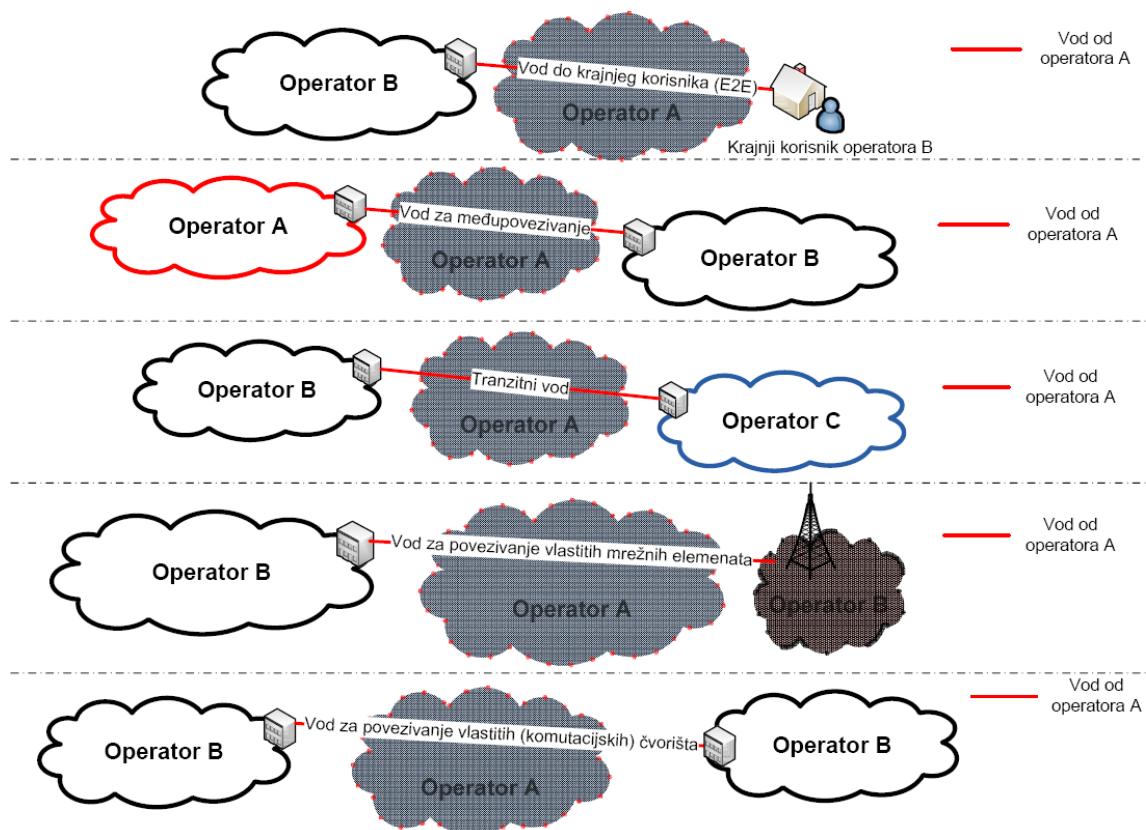 Operator B
Vod do krajnjeg korisnika (E2E)
Operator A
Krajnji korisnik operatora B
Vod od
operatora A
Operator A
Vod za međupovezivanje
Operator A
Operator B
Vod od
operatora A
Operator B
Tranzitni vod
Operator A
Operator C
Vod od
operatora A
Operator B
Vod za povezivanje vlastitih mrežnih elemenata
Operator A
Operator B
Vod od
operatora A
Operator B
Vod za povezivanje vlastitih (komutacijskih) čvorišta
Operator A
Operator B
Vod od
operatora A